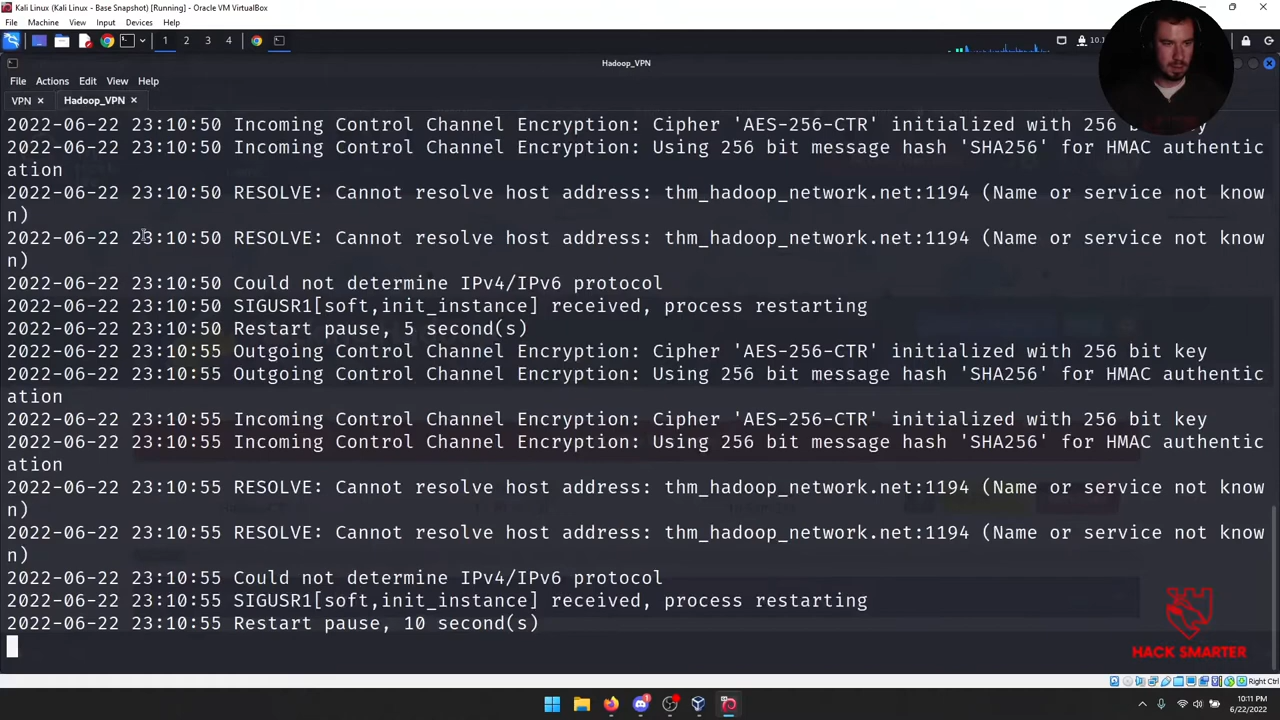 Kali Linux (Kali Linux - Base Snapshot) [Running] - Oracle VM VirtualBox
File Machine View Input Devices Help
1 2 3 4
Hadoop_VPN
File Actions Edit View Help
VPN × Hadoop_VPN ×
2022-06-22 23:10:50 Incoming Control Channel Encryption: Cipher 'AES-256-CTR' initialized with 256
2022-06-22 23:10:50 Incoming Control Channel Encryption: Using 256 bit message hash 'SHA256' for HMAC authentic
ation
2022-06-22 23:10:50 RESOLVE: Cannot resolve host address: thm_hadoop_network.net:1194 (Name or service not know
n)
2022-06-22 23:10:50 RESOLVE: Cannot resolve host address: thm_hadoop_network.net:1194 (Name or service not know
n)
2022-06-22 23:10:50 Could not determine IPv4/IPv6 protocol
2022-06-22 23:10:50 SIGUSR1[soft,init_instance] received, process restarting
2022-06-22 23:10:50 Restart pause, 5 second(s)
2022-06-22 23:10:55 Outgoing Control Channel Encryption: Cipher 'AES-256-CTR' initialized with 256 bit key
2022-06-22 23:10:55 Outgoing Control Channel Encryption: Using 256 bit message hash 'SHA256' for HMAC authentic
ation
2022-06-22 23:10:55 Incoming Control Channel Encryption: Cipher 'AES-256-CTR' initialized with 256 bit key
2022-06-22 23:10:55 Incoming Control Channel Encryption: Using 256 bit message hash 'SHA256' for HMAC authentic
ation
2022-06-22 23:10:55 RESOLVE: Cannot resolve host address: thm_hadoop_network.net:1194 (Name or service not know
n)
2022-06-22 23:10:55 RESOLVE: Cannot resolve host address: thm_hadoop_network.net:1194 (Name or service not know
n)
2022-06-22 23:10:55 Could not determine IPv4/IPv6 protocol
2022-06-22 23:10:55 SIGUSR1[soft,init_instance] received, process restarting
2022-06-22 23:10:55 Restart pause, 10 second(s)
HACK SMARTER
Right Ctrl
10:11 PM
6/22/2022